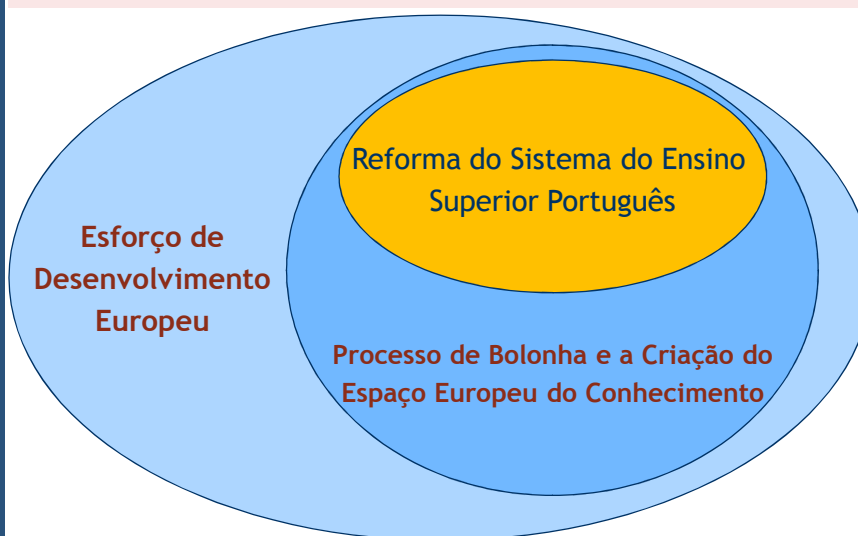 Reforma do Sistema do Ensino
Superior Português
Esforço de
Desenvolvimento
Europeu
Processo de Bolonha e a Criação do
Espaço Europeu do Conhecimento